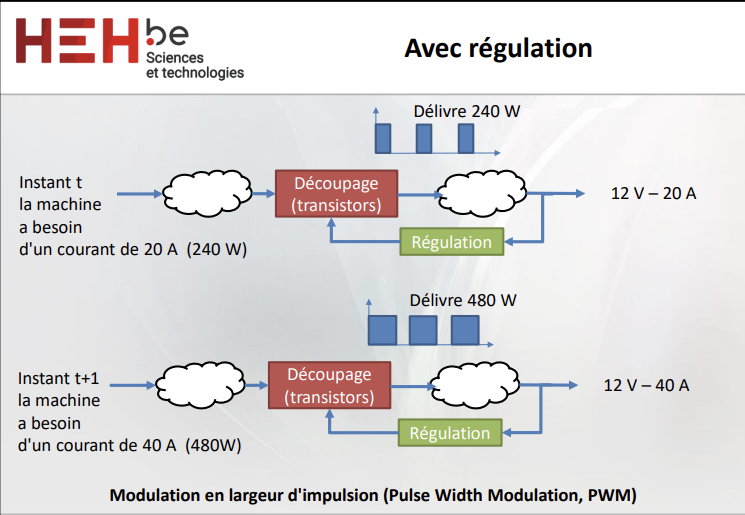 HEH.be
Sciences
et technologies
Avec régulation
Délivre 240 W
Instant t
la machine
a besoin
d'un courant de 20 A (240 W)
Découpage
(transistors)
12 V – 20 A
Régulation
Délivre 480 W
Instant t+1
la machine
a besoin
d'un courant de 40 A (480W)
Découpage
(transistors)
12 V – 40 A
Régulation
Modulation en largeur d'impulsion (Pulse Width Modulation, PWM)